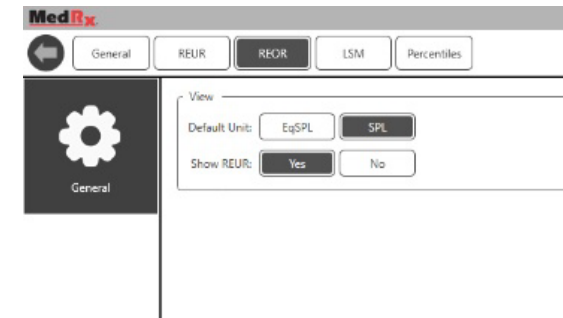 MedRx
General REUR REOR LSM Percentiles
View
Default Unit: EqSPL SPL
Show REUR: Yes No
General